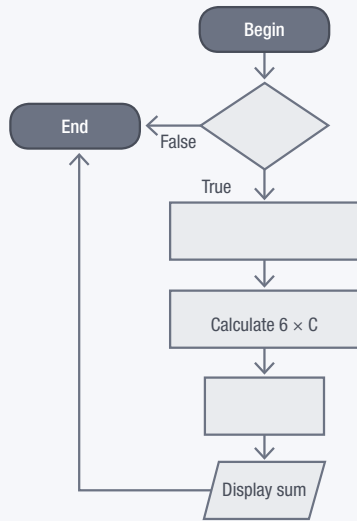 Begin
End
False
True
Calculate 6 × C
Display sum